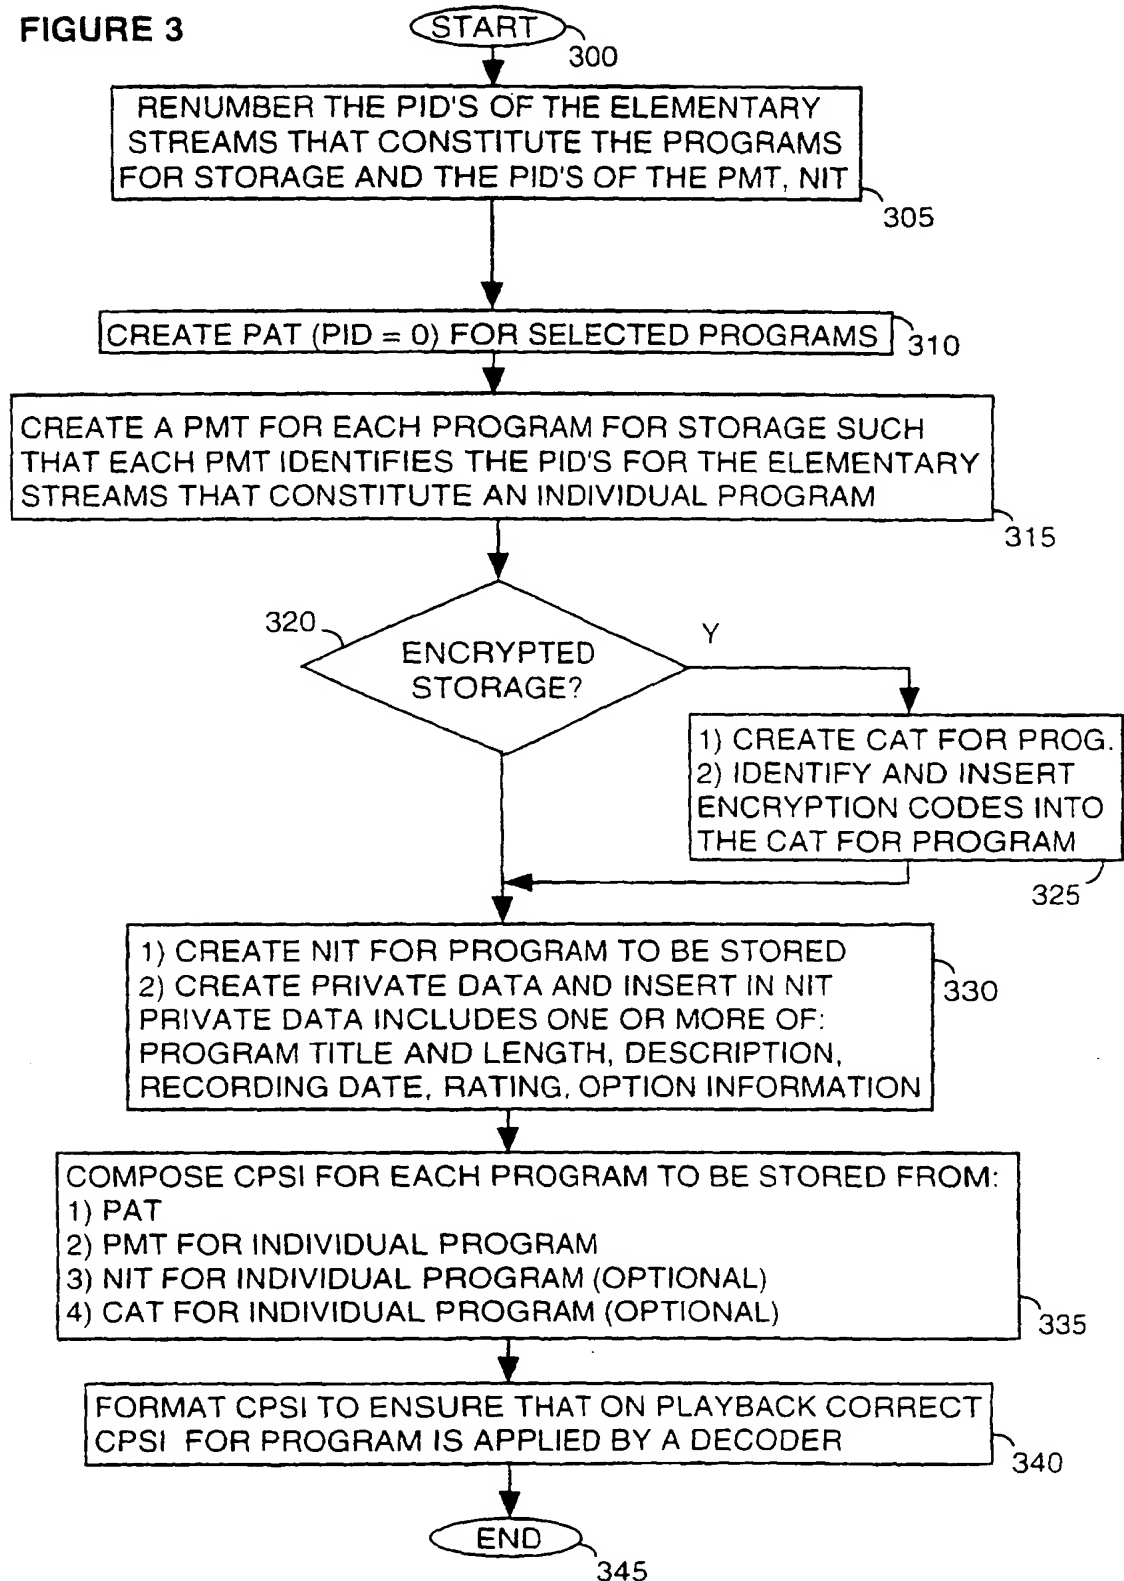 FIGURE 3
START
300
RENUMBER THE PID'S OF THE ELEMENTARY
STREAMS THAT CONSTITUTE THE PROGRAMS
FOR STORAGE AND THE PID'S OF THE PMT, NIT
305
CREATE PAT (PID = 0) FOR SELECTED PROGRAMS
310
CREATE A PMT FOR EACH PROGRAM FOR STORAGE SUCH
THAT EACH PMT IDENTIFIES THE PID'S FOR THE ELEMENTARY
STREAMS THAT CONSTITUTE AN INDIVIDUAL PROGRAM
315
320
ENCRYPTED
STORAGE?
Y
1) CREATE CAT FOR PROG.
2) IDENTIFY AND INSERT
ENCRYPTION CODES INTO
THE CAT FOR PROGRAM
325
1) CREATE NIT FOR PROGRAM TO BE STORED
2) CREATE PRIVATE DATA AND INSERT IN NIT
PRIVATE DATA INCLUDES ONE OR MORE OF:
PROGRAM TITLE AND LENGTH, DESCRIPTION,
RECORDING DATE, RATING, OPTION INFORMATION
330
COMPOSE CPSI FOR EACH PROGRAM TO BE STORED FROM:
1) PAT
2) PMT FOR INDIVIDUAL PROGRAM
3) NIT FOR INDIVIDUAL PROGRAM (OPTIONAL)
4) CAT FOR INDIVIDUAL PROGRAM (OPTIONAL)
335
FORMAT CPSI TO ENSURE THAT ON PLAYBACK CORRECT
CPSI FOR PROGRAM IS APPLIED BY A DECODER
340
END
345